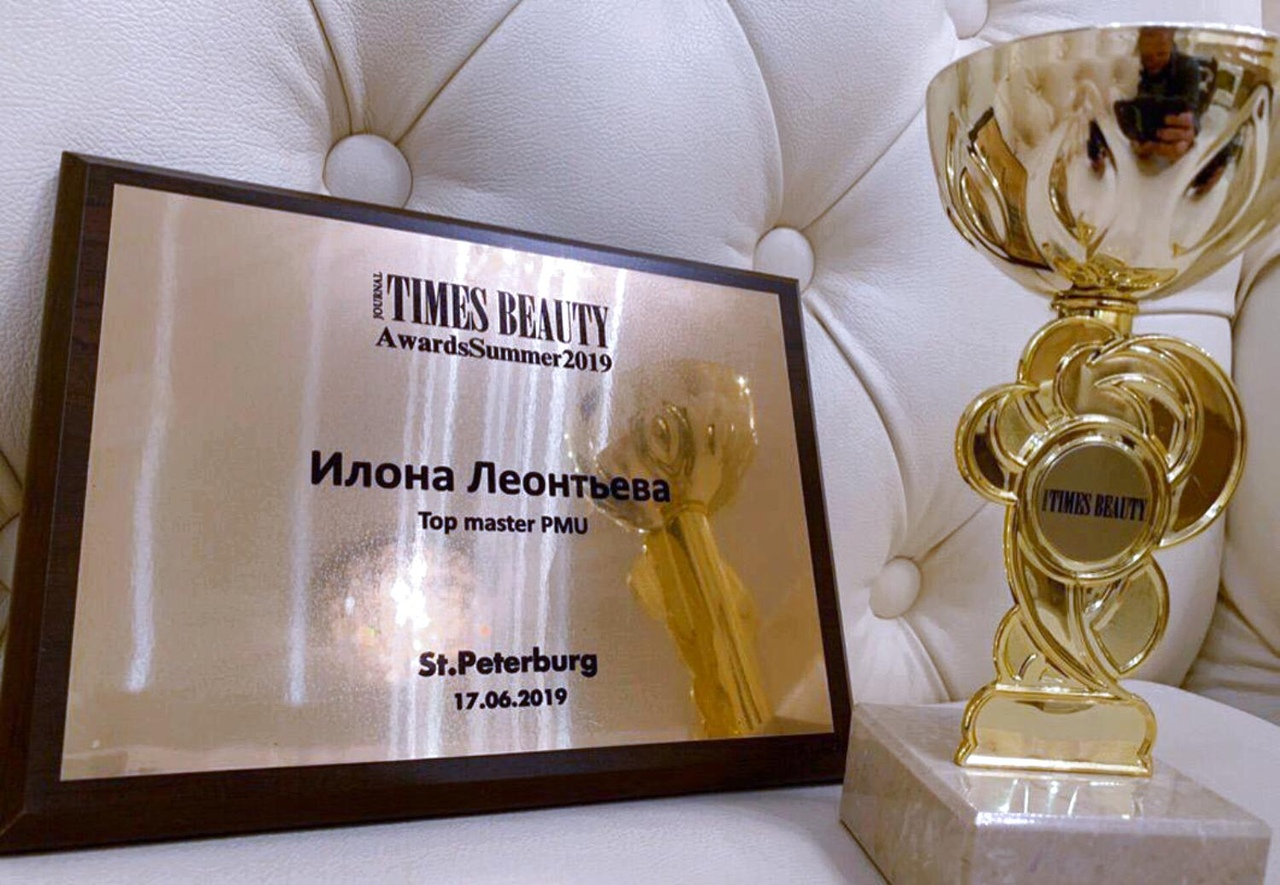 JOURNAL
TIMES BEAUTY
AwardsSummer2019
Илона Леонтьева
Top master PMU
St.Peterburg
17.06.2019
TIMES BEAUTY